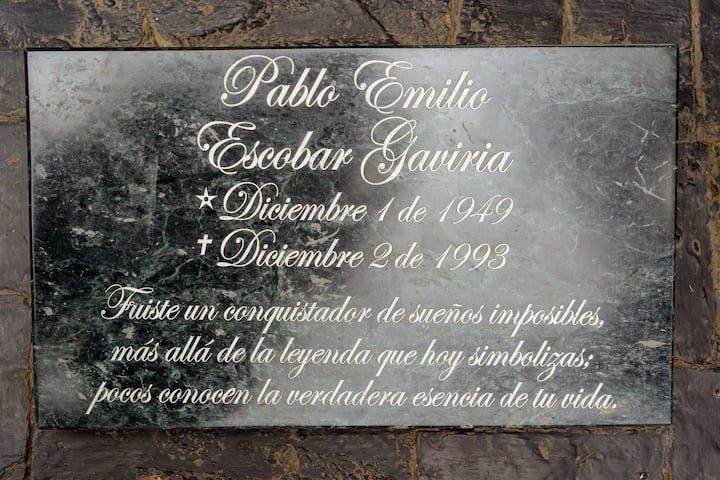 Pablo Emilio
Escobar Gaviria
☆ Diciembre 1 de 1949
✝ Diciembre 2 de 1993
Fuiste un conquistador de sueños imposibles,
más allá de la leyenda que hoy simbolizas;
pocos conocen la verdadera esencia de tu vida.